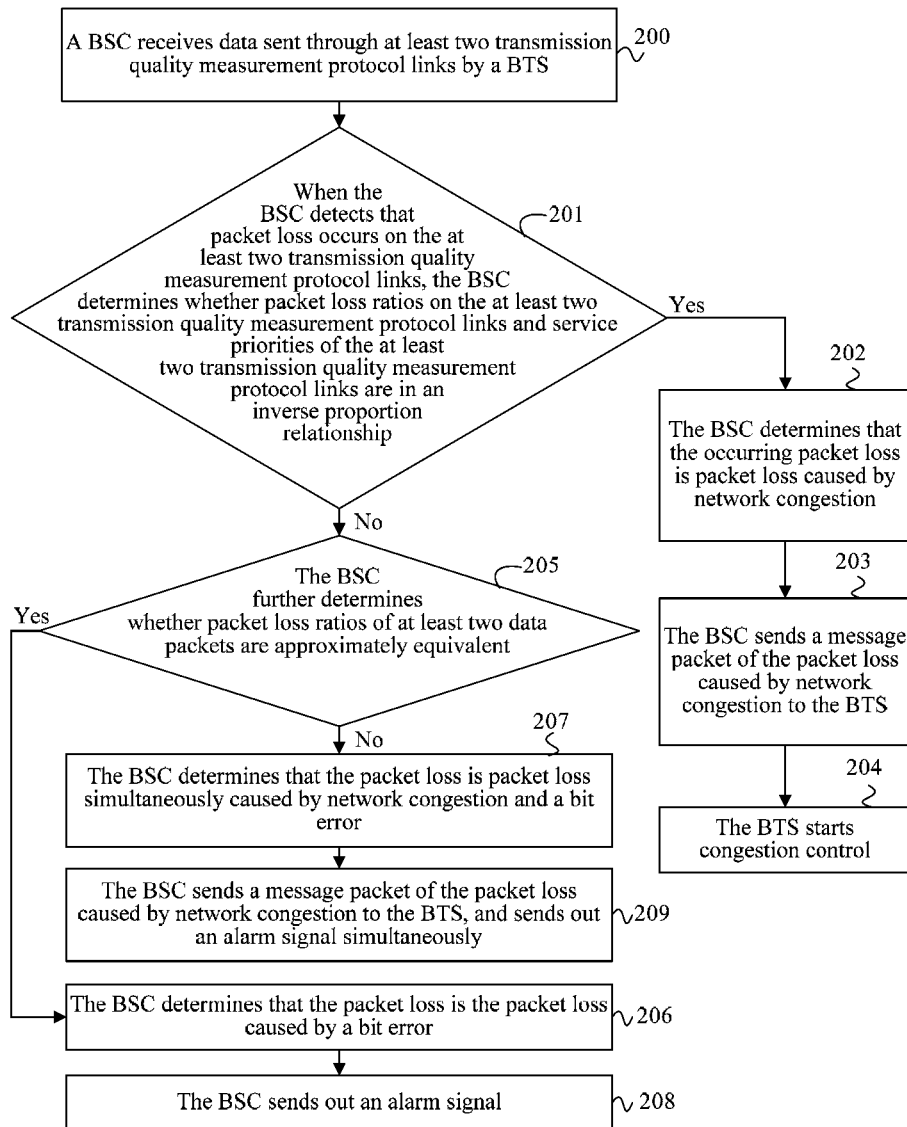 A BSC receives data sent through at least two transmission
quality measurement protocol links by a BTS
200
When the
BSC detects that
packet loss occurs on the at
least two transmission quality
measurement protocol links, the BSC
determines whether packet loss ratios on the at least two
transmission quality measurement protocol links and service
priorities of the at least
two transmission quality measurement
protocol links are in an
inverse proportion
relationship
201
Yes
202
The BSC determines that
the occurring packet loss
is packet loss caused by
network congestion
203
The BSC sends a message
packet of the packet loss
caused by network
congestion to the BTS
204
The BTS starts
congestion control
No
The BSC
further determines
whether packet loss ratios of at least two data
packets are approximately equivalent
205
Yes
No
207
The BSC determines that the packet loss is packet loss
simultaneously caused by network congestion and a bit
error
The BSC sends a message packet of the packet loss
caused by network congestion to the BTS, and sends out
an alarm signal simultaneously
209
The BSC determines that the packet loss is the packet loss
caused by a bit error
206
The BSC sends out an alarm signal
208